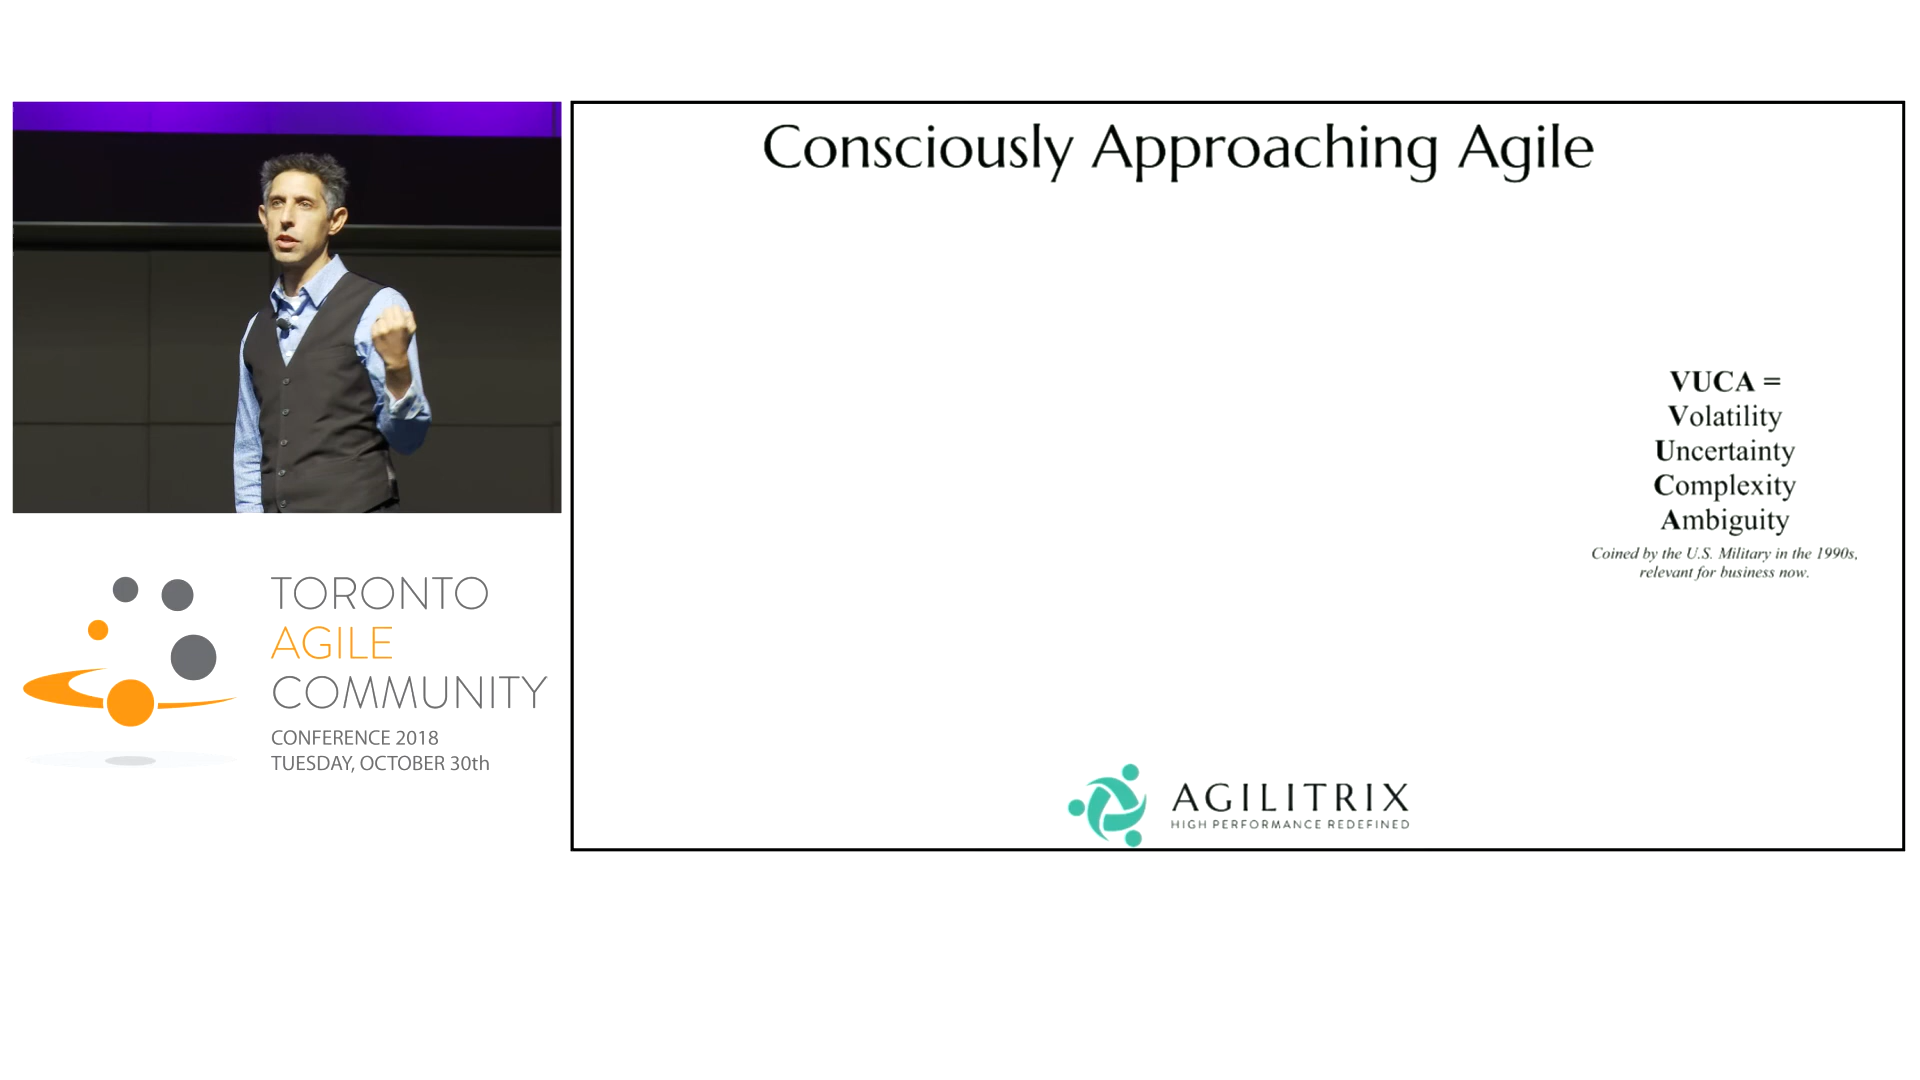 Consciously Approaching Agile
VUCA =
Volatility
Uncertainty
Complexity
Ambiguity
Coined by the U.S. Military in the 1990s,
relevant for business now.
TORONTO
AGILE
COMMUNITY
CONFERENCE 2018
TUESDAY, OCTOBER 30th
AGILITRIX
HIGH PERFORMANCE REDEFINED